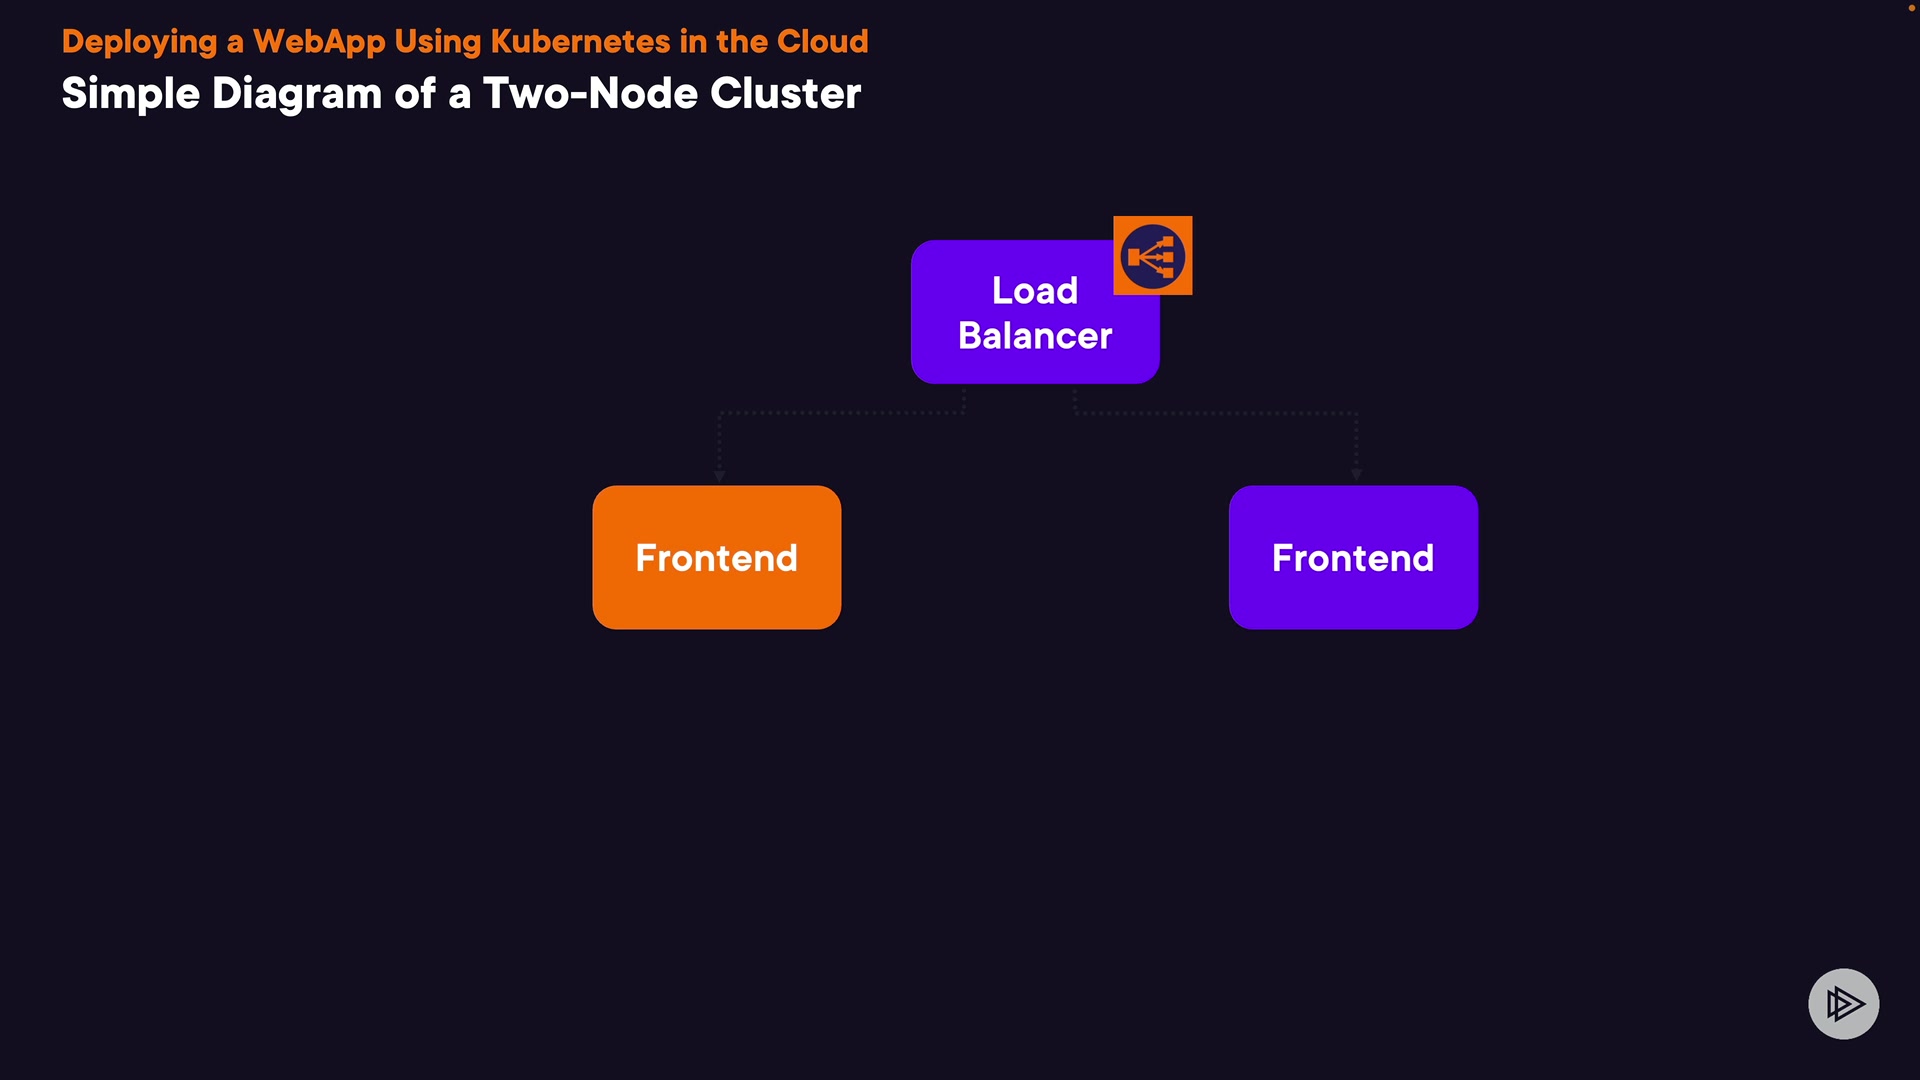 Deploying a WebApp Using Kubernetes in the Cloud
Simple Diagram of a Two-Node Cluster
Load
Balancer
Frontend
Frontend